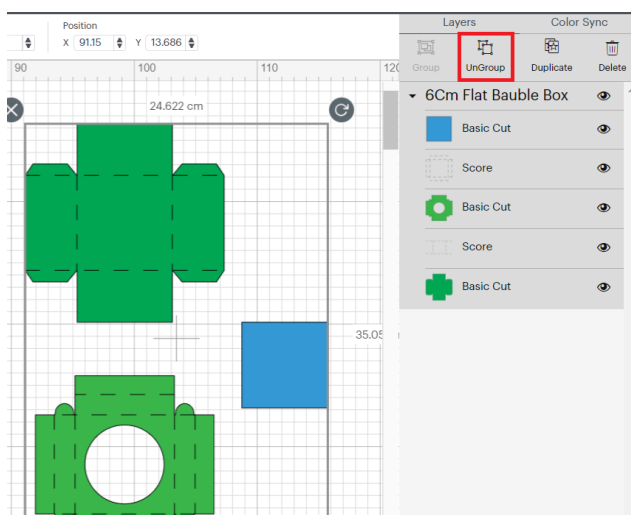 Position
X 91.15 Y 13.686
Layers Color Sync
Group UnGroup Duplicate Delete
90 100 110 120
24.622 cm
6Cm Flat Bauble Box
Basic Cut
Score
Basic Cut
Score
Basic Cut
35.05